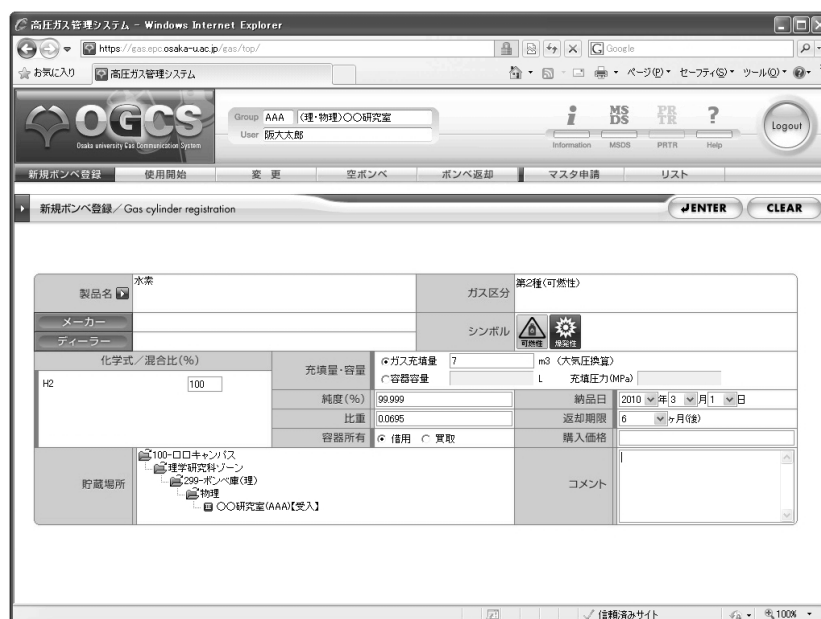 高圧ガス管理システム - Windows Internet Explorer
https://gas.epc.osaka-u.ac.jp/gas/top/
Google
お気に入り 高圧ガス管理システム
ページ(P) セーフティ(S) ツール(O)
OGCS
Osaka university Gas Communication System
Group AAA (理・物理)〇〇研究室
User 阪大太郎
i MSDS PRTR ?
Information MSDS PRTR Help
Logout
新規ボンベ登録 使用開始 変 更 空ボンベ ボンベ返却 マスタ申請 リスト
新規ボンベ登録/Gas cylinder registration
ENTER CLEAR
製品名 水素
ガス区分 第2種(可燃性)
メーカー
ディーラー
シンボル 可燃性 爆発性
化学式/混合比(%)
H2 100
充填量・容量 ガス充填量 7 m3 (大気圧換算)
容器容量 L 充填圧力(MPa)
純度(%) 99.999
納品日 2010 年 3 月 1 日
比重 0.0695
返却期限 6 ヶ月(後)
容器所有 借用 買取
購入価格
貯蔵場所
100-ロロキャンパス
理学研究科ゾーン
299-ボンベ庫(理)
物理
〇〇研究室(AAA)【受入】
コメント
信頼済みサイト 100%